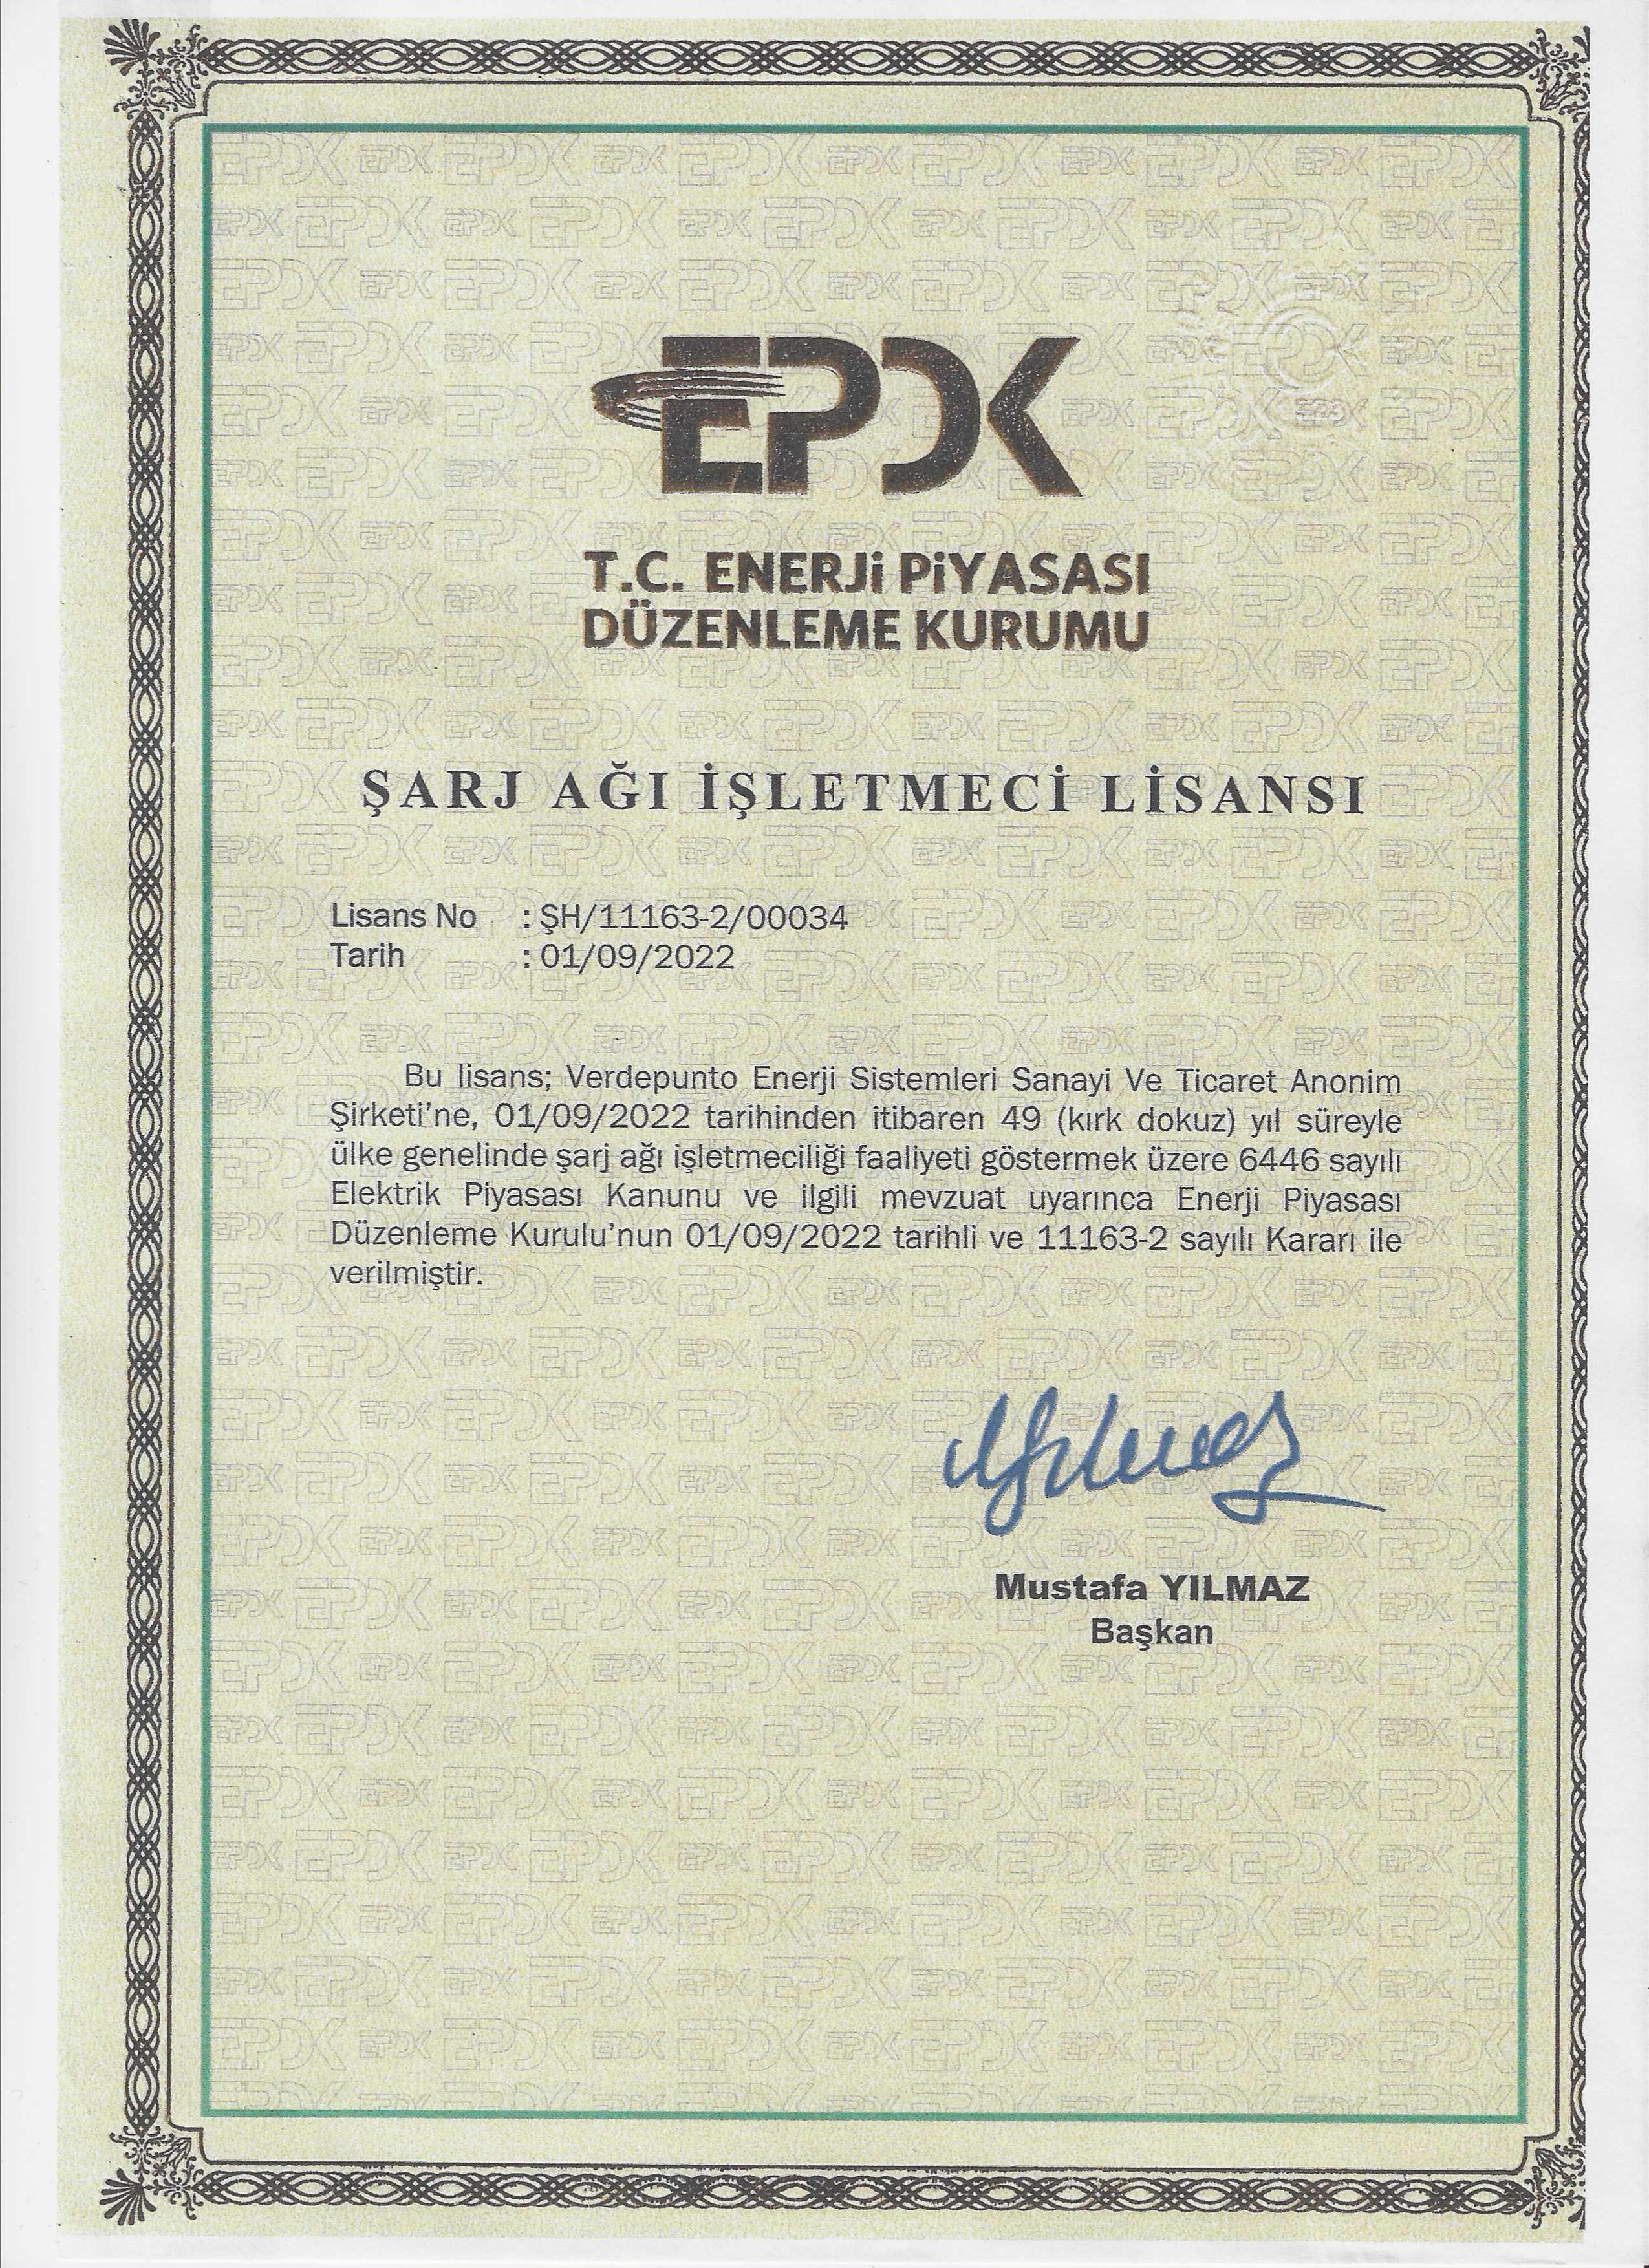 EPDK
T.C. ENERJİ PİYASASI
DÜZENLEME KURUMU
ŞARJ AĞI İŞLETMECİ LİSANSI
Lisans No : ŞH/11163-2/00034
Tarih : 01/09/2022
Bu lisans; Verdepunto Enerji Sistemleri Sanayi Ve Ticaret Anonim
Şirketi’ne, 01/09/2022 tarihinden itibaren 49 (kırk dokuz) yıl süreyle
ülke genelinde şarj ağı işletmeciliği faaliyeti göstermek üzere 6446 sayılı
Elektrik Piyasası Kanunu ve ilgili mevzuat uyarınca Enerji Piyasası
Düzenleme Kurulu’nun 01/09/2022 tarihli ve 11163-2 sayılı Kararı ile
verilmiştir.
Mustafa YILMAZ
Başkan